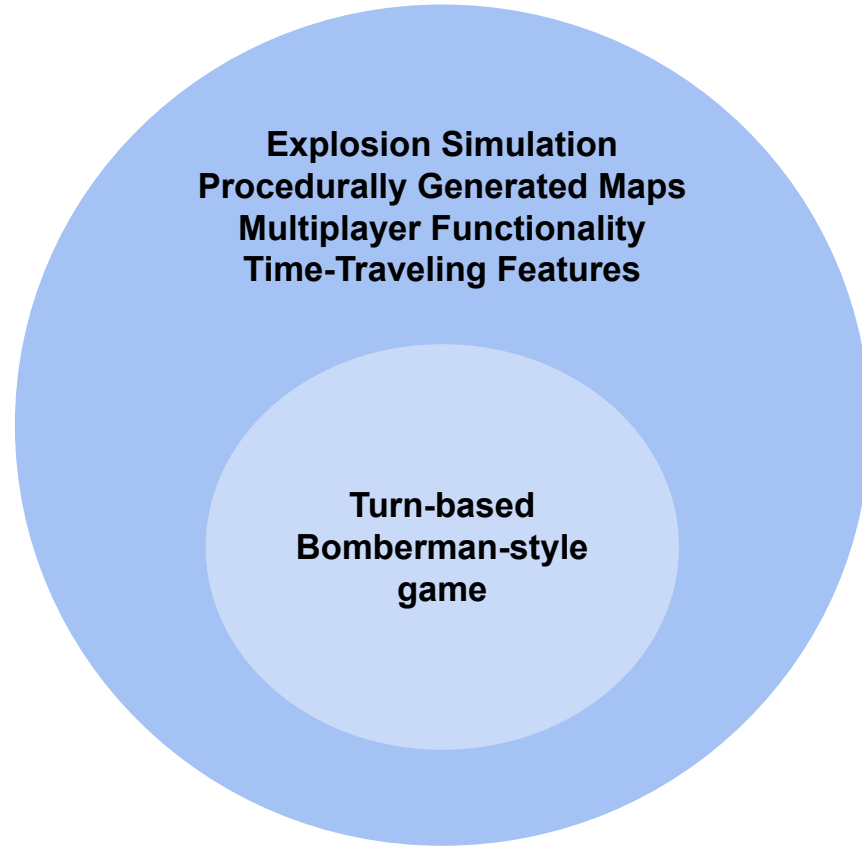 Explosion Simulation
Procedurally Generated Maps
Multiplayer Functionality
Time-Traveling Features
Turn-based
Bomberman-style
game